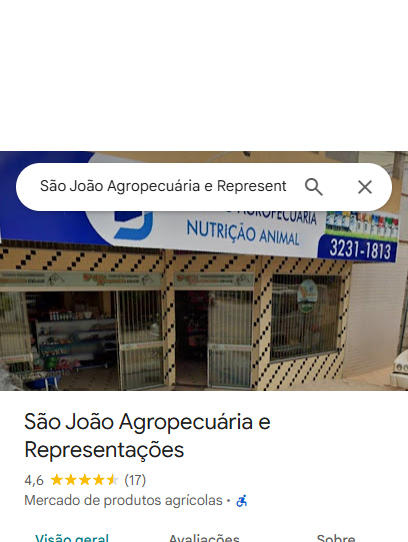 São João Agropecuária e Represent
AGROPECUÁRIA
NUTRIÇÃO ANIMAL
3231-1813
São João Agropecuária e
Representações
4,6 (17)
Mercado de produtos agrícolas ·
Visão geral Avaliações Sobre